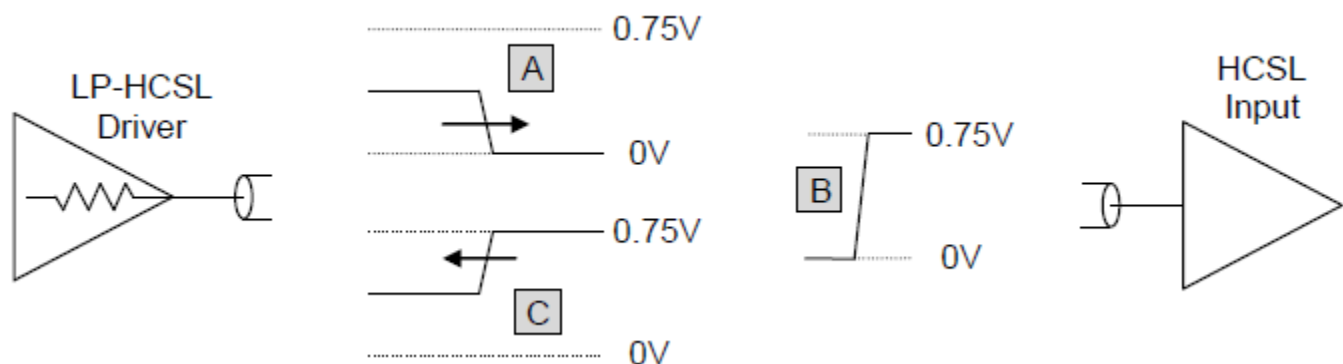 LP-HCSL
Driver
0.75V
A
0V
0.75V
C
0V
B
0.75V
0V
HCSL
Input